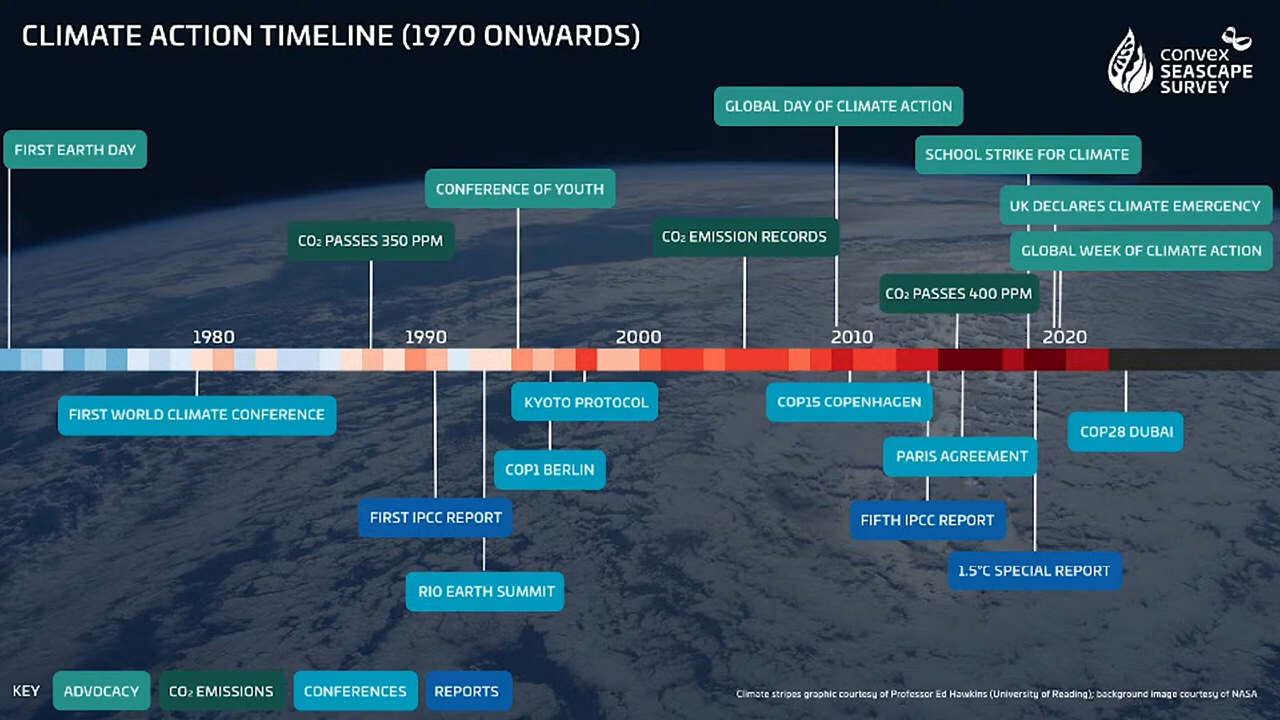 CLIMATE ACTION TIMELINE (1970 ONWARDS)
convex
SEASCAPE
SURVEY
GLOBAL DAY OF CLIMATE ACTION
FIRST EARTH DAY
SCHOOL STRIKE FOR CLIMATE
CONFERENCE OF YOUTH
UK DECLARES CLIMATE EMERGENCY
CO₂ PASSES 350 PPM
CO₂ EMISSION RECORDS
GLOBAL WEEK OF CLIMATE ACTION
CO₂ PASSES 400 PPM
1980 1990 2000 2010 2020
FIRST WORLD CLIMATE CONFERENCE
KYOTO PROTOCOL
COP15 COPENHAGEN
COP28 DUBAI
COP1 BERLIN
PARIS AGREEMENT
FIRST IPCC REPORT
FIFTH IPCC REPORT
RIO EARTH SUMMIT
1.5°C SPECIAL REPORT
KEY ADVOCACY CO₂ EMISSIONS CONFERENCES REPORTS
Climate stripes graphic courtesy of Professor Ed Hawkins (University of Reading); background image courtesy of NASA